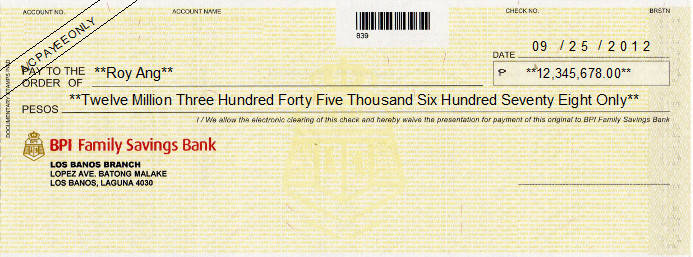 ACCOUNT NO. ACCOUNT NAME CHECK NO. BRSTN
A/C PAYEE ONLY
839
DATE 09 / 25 / 2012
PAY TO THE ORDER OF **Roy Ang** ₱ **12,345,678.00**
PESOS **Twelve Million Three Hundred Forty Five Thousand Six Hundred Seventy Eight Only**
I / We allow the electronic clearing of this check and hereby waive the presentation for payment of this original to BPI Family Savings Bank
DOCUMENTARY STAMPS PAID
BPI Family Savings Bank
LOS BANOS BRANCH
LOPEZ AVE. BATONG MALAKE
LOS BANOS, LAGUNA 4030